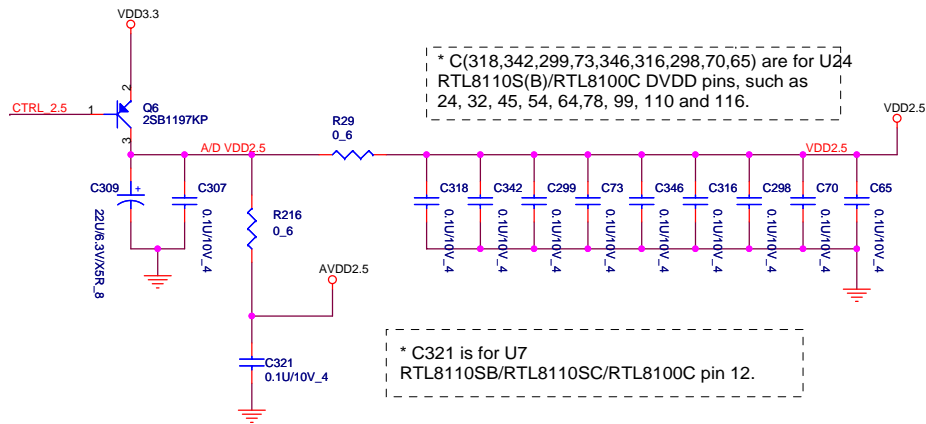 VDD3.3
* C(318,342,299,73,346,316,298,70,65) are for U24
RTL8110S(B)/RTL8100C DVDD pins, such as
24, 32, 45, 54, 64,78, 99, 110 and 116.
CTRL_2.5
1
2
3
Q6
2SB1197KP
VDD2.5
R29
0_6
A/D VDD2.5
VDD2.5
C309
+
22U/6.3V/X5R_8
C307
0.1U/10V_4
R216
0_6
C318
0.1U/10V_4
C342
0.1U/10V_4
C299
0.1U/10V_4
C73
0.1U/10V_4
C346
0.1U/10V_4
C316
0.1U/10V_4
C298
0.1U/10V_4
C70
0.1U/10V_4
C65
0.1U/10V_4
AVDD2.5
C321
0.1U/10V_4
* C321 is for U7
RTL8110SB/RTL8110SC/RTL8100C pin 12.